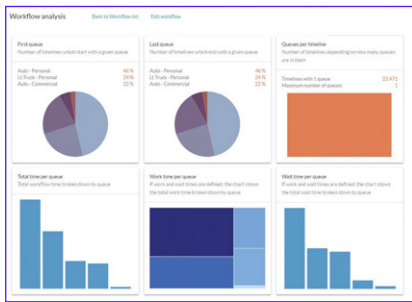 Workflow analysis
Back to Workflow list
Edit workflow
First queue
Number of timelines which start with a given queue
Auto - Personal 46%
Lt Truck - Personal 24%
Auto - Commercial 22%
Last queue
Number of timelines which end with a given queue
Auto - Personal 46%
Lt Truck - Personal 24%
Auto - Commercial 22%
Queues per timeline
Number of timelines depending on how many queues
are in them
Timelines with 1 queue 23,471
Maximum number of queues 1
Total time per queue
Total workflow time broken down to queue
Work time per queue
If work and wait times are defined, the chart shows
the total work time broken down to queue
Wait time per queue
If work and wait times are defined, the chart shows
the total wait time broken down to queue